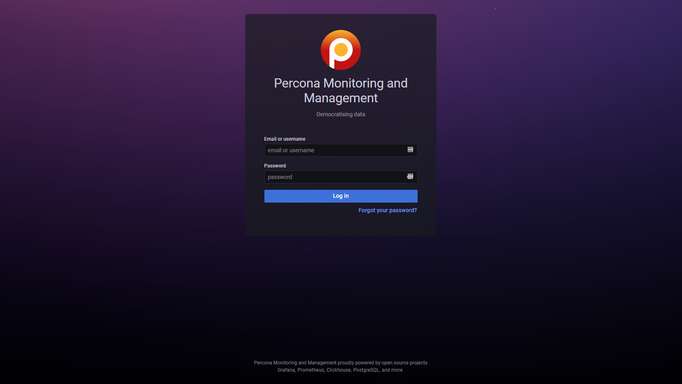 Percona Monitoring and
Management
Democratising data
Email or username
email or username
Password
password
Log in
Forgot your password?
Percona Monitoring and Management proudly powered by open source projects
Grafana, Prometheus, Clickhouse, PostgreSQL, and more